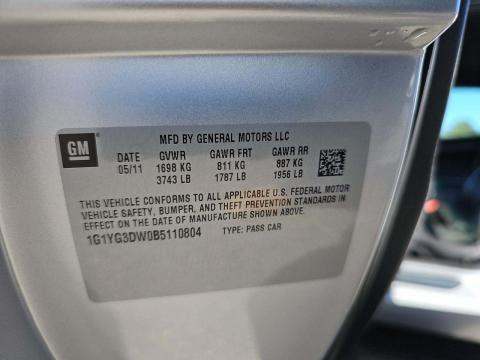 GM
MFD BY GENERAL MOTORS LLC
DATE GVWR GAWR FRT GAWR RR
05/11 1698 KG 811 KG 887 KG
3743 LB 1787 LB 1956 LB
THIS VEHICLE CONFORMS TO ALL APPLICABLE U.S. FEDERAL MOTOR
VEHICLE SAFETY, BUMPER, AND THEFT PREVENTION STANDARDS IN
EFFECT ON THE DATE OF MANUFACTURE SHOWN ABOVE.
1G1YG3DW0B5110804 TYPE: PASS CAR